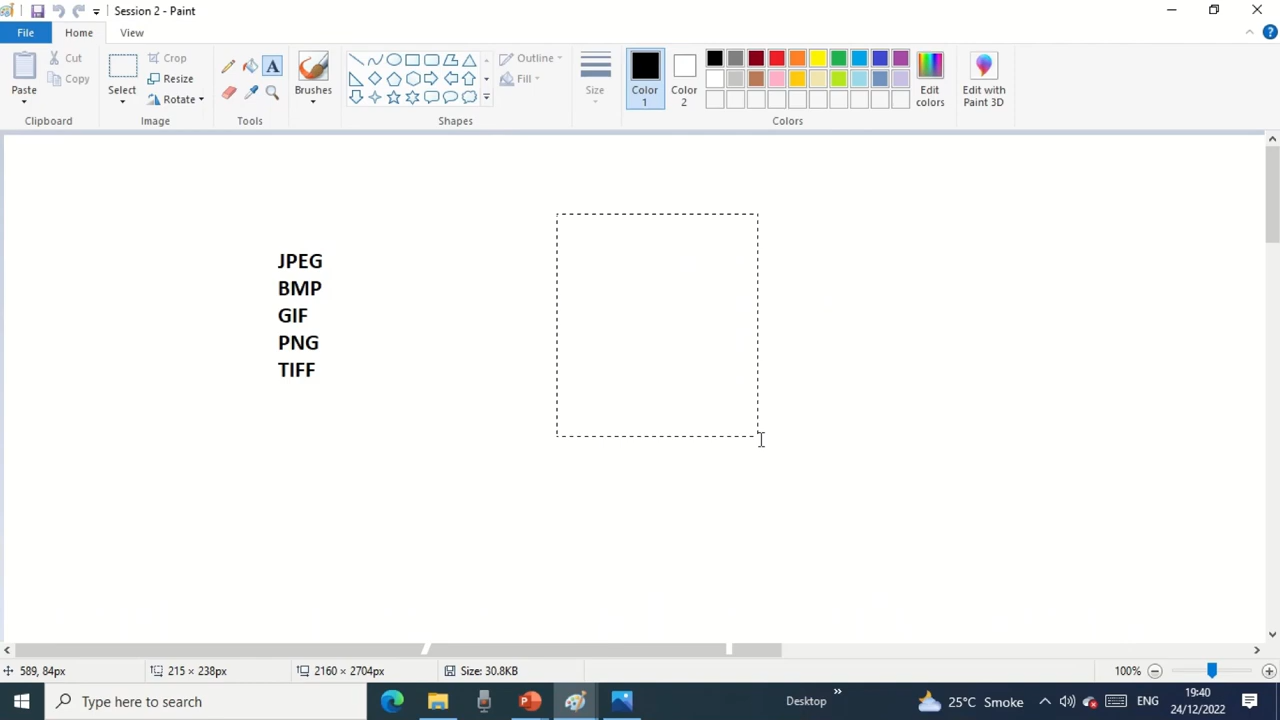 Session 2 - Paint
File Home View
Paste
Cut
Copy
Clipboard
Select
Crop
Resize
Rotate
Image
A
Tools
Brushes
Outline
Fill
Shapes
Size
Color 1
Color 2
Edit colors
Edit with Paint 3D
Colors
JPEG
BMP
GIF
PNG
TIFF
589, 84px 215 × 238px 2160 × 2704px Size: 30.8KB 100%
Type here to search
Desktop
25°C Smoke
ENG
19:40
24/12/2022